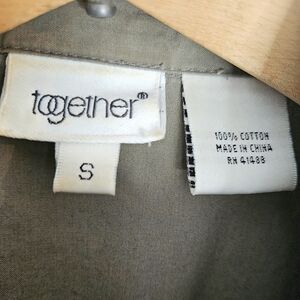 together®
S
100% COTTON
MADE IN CHINA
RN 41488